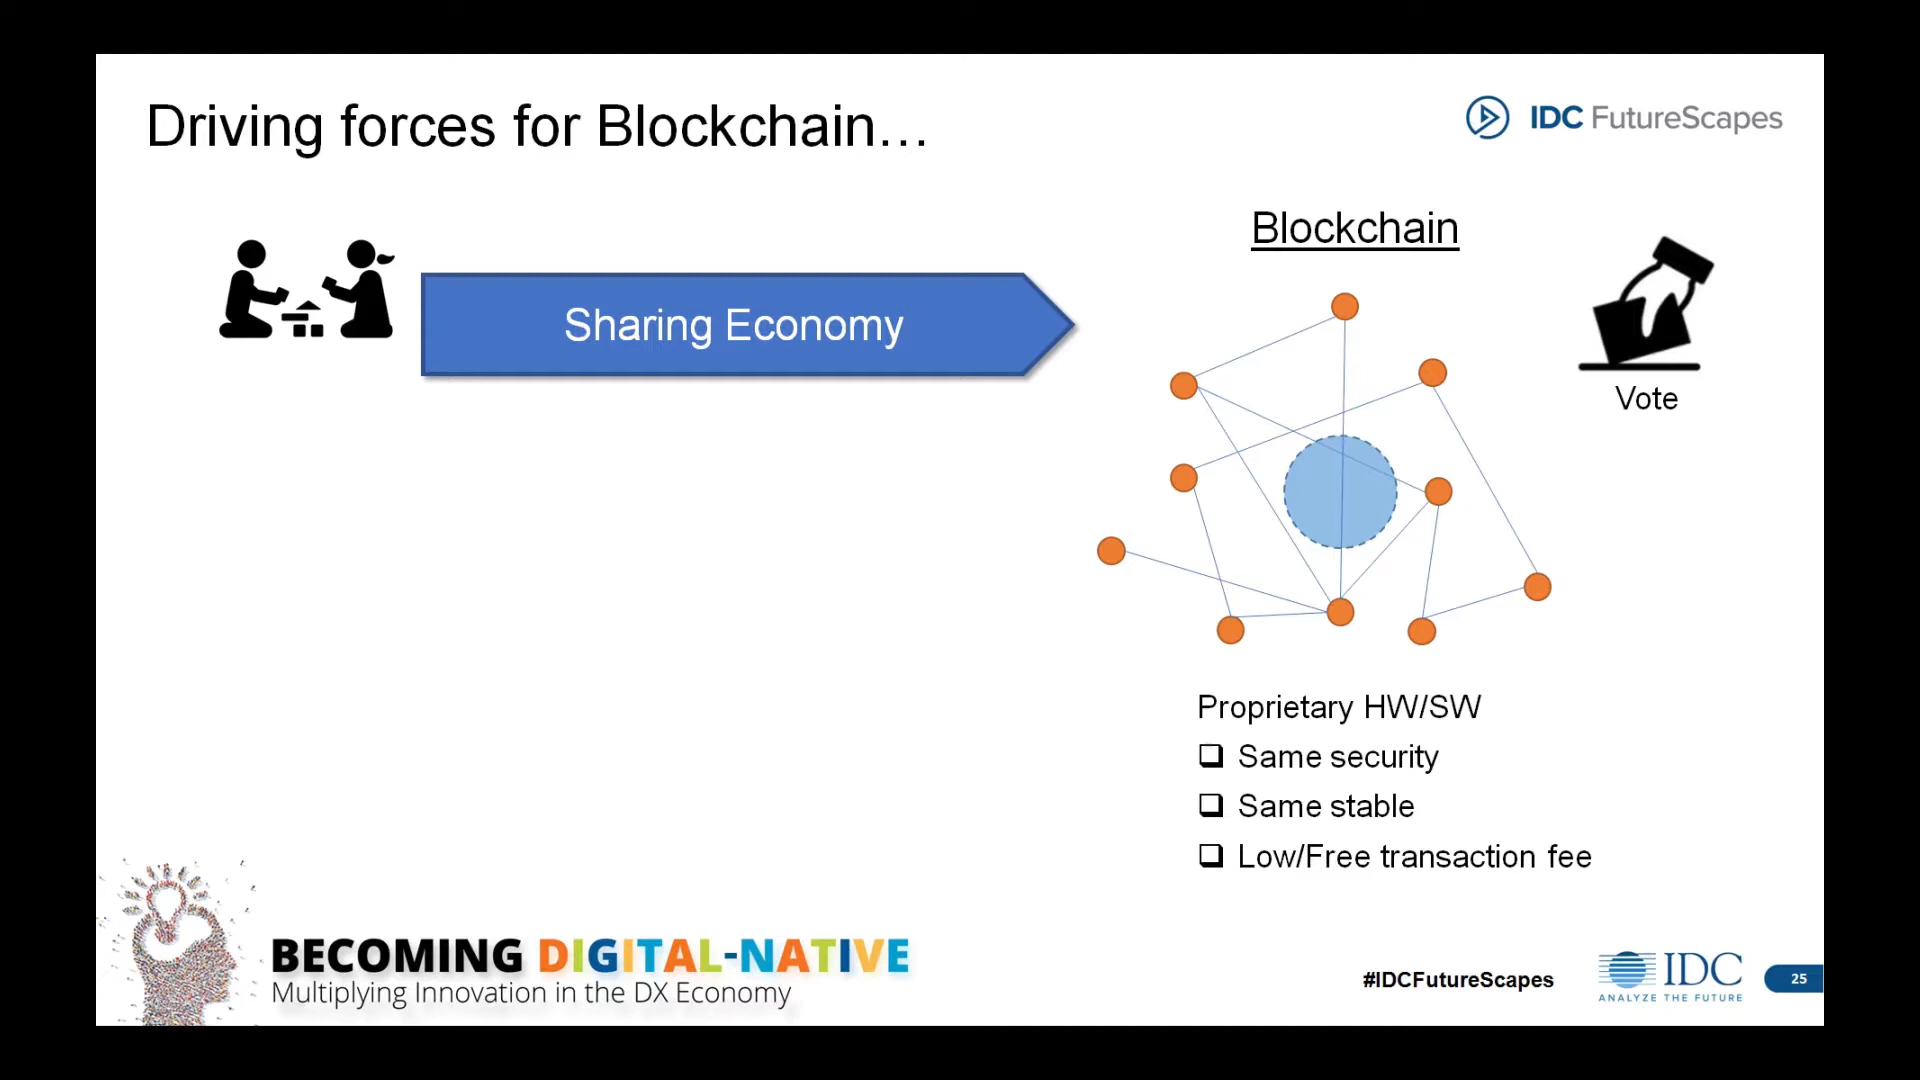 Driving forces for Blockchain...
IDC FutureScapes
Blockchain
Sharing Economy
Vote
Proprietary HW/SW
Same security
Same stable
Low/Free transaction fee
BECOMING DIGITAL-NATIVE
Multiplying Innovation in the DX Economy
#IDCFutureScapes
IDC
ANALYZE THE FUTURE
25